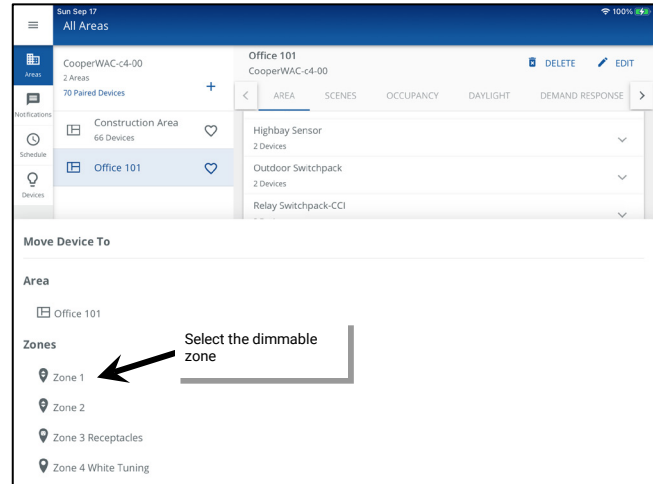 Sun Sep 17
100%
All Areas
Areas
Notifications
Schedule
Devices
CooperWAC-c4-00
2 Areas
70 Paired Devices
+
Construction Area
66 Devices
Office 101
Office 101
CooperWAC-c4-00
DELETE
EDIT
< AREA SCENES OCCUPANCY DAYLIGHT DEMAND RESPONSE >
Highbay Sensor
2 Devices
Outdoor Switchpack
2 Devices
Relay Switchpack-CCI
Move Device To
Area
Office 101
Zones
Select the dimmable
zone
Zone 1
Zone 2
Zone 3 Receptacles
Zone 4 White Tuning